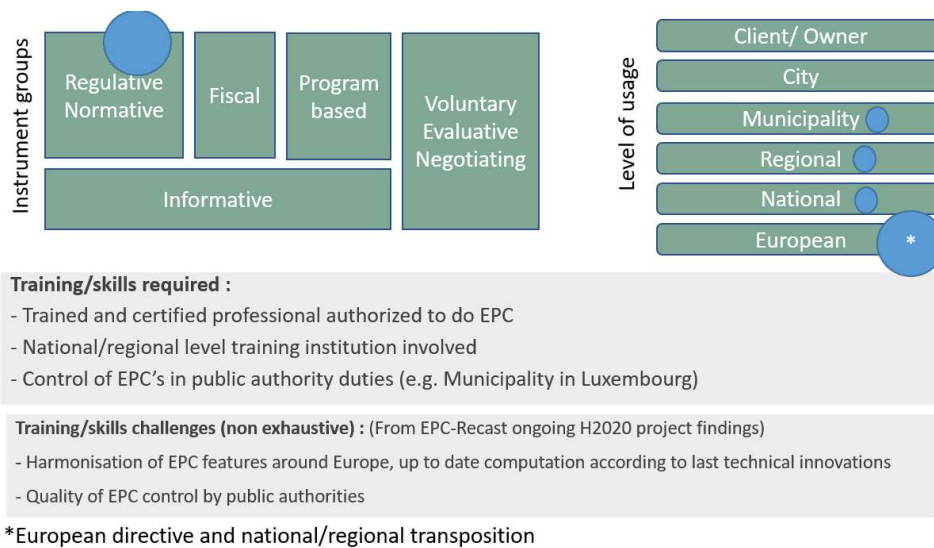 Instrument groups
Regulative
Normative
Fiscal
Program
based
Voluntary
Evaluative
Negotiating
Informative
Level of usage
Client/ Owner
City
Municipality
Regional
National
European
*
Training/skills required :
- Trained and certified professional authorized to do EPC
- National/regional level training institution involved
- Control of EPC's in public authority duties (e.g. Municipality in Luxembourg)
Training/skills challenges (non exhaustive) : (From EPC-Recast ongoing H2020 project findings)
- Harmonisation of EPC features around Europe, up to date computation according to last technical innovations
- Quality of EPC control by public authorities
*European directive and national/regional transposition